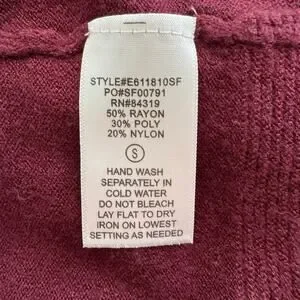 STYLE#E611810SF
PO#SF00791
RN#84319
50% RAYON
30% POLY
20% NYLON
S
HAND WASH
SEPARATELY IN
COLD WATER
DO NOT BLEACH
LAY FLAT TO DRY
IRON ON LOWEST
SETTING AS NEEDED